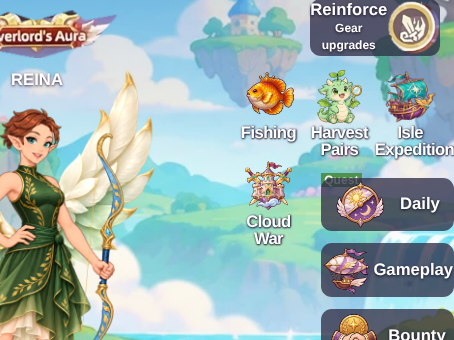 Reinforce
Gear
upgrades
verlord's Aura
REINA
Fishing
Harvest
Pairs
Isle
Expedition
Quest
Daily
Cloud
War
Gameplay
Bounty